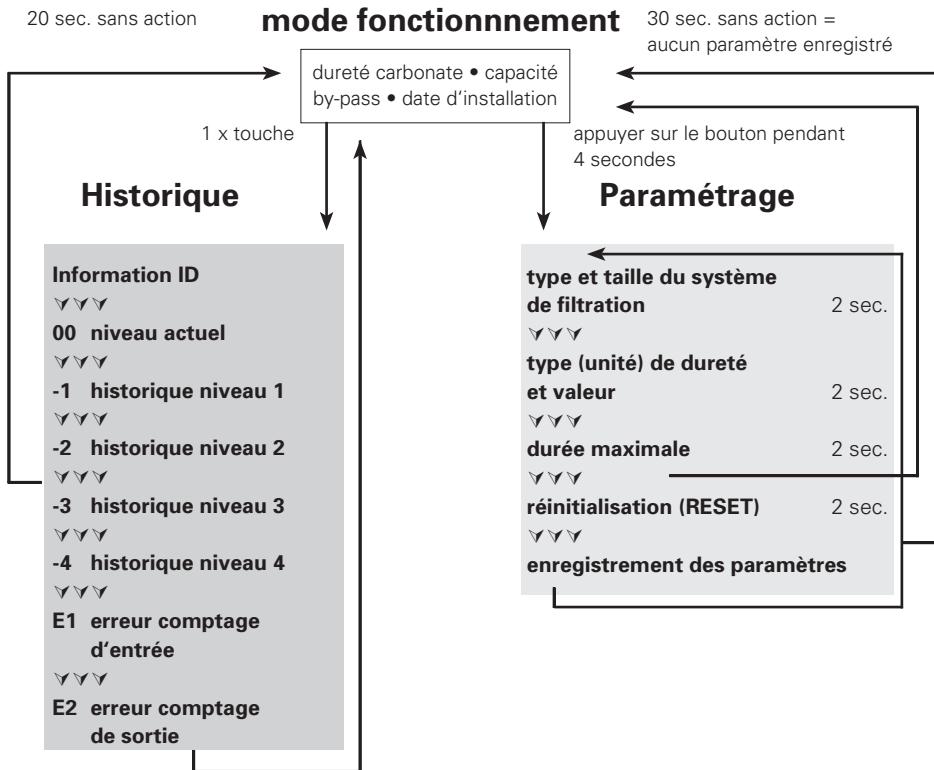 20 sec. sans action
mode fonctionnnement
30 sec. sans action =
aucun paramètre enregistré
dureté carbonate • capacité
by-pass • date d'installation
1 x touche
appuyer sur le bouton pendant
4 secondes
Historique
Information ID
00 niveau actuel
-1 historique niveau 1
-2 historique niveau 2
-3 historique niveau 3
-4 historique niveau 4
E1 erreur comptage
d'entrée
E2 erreur comptage
de sortie
Paramétrage
type et taille du système
de filtration 2 sec.
type (unité) de dureté
et valeur 2 sec.
durée maximale 2 sec.
réinitialisation (RESET) 2 sec.
enregistrement des paramètres